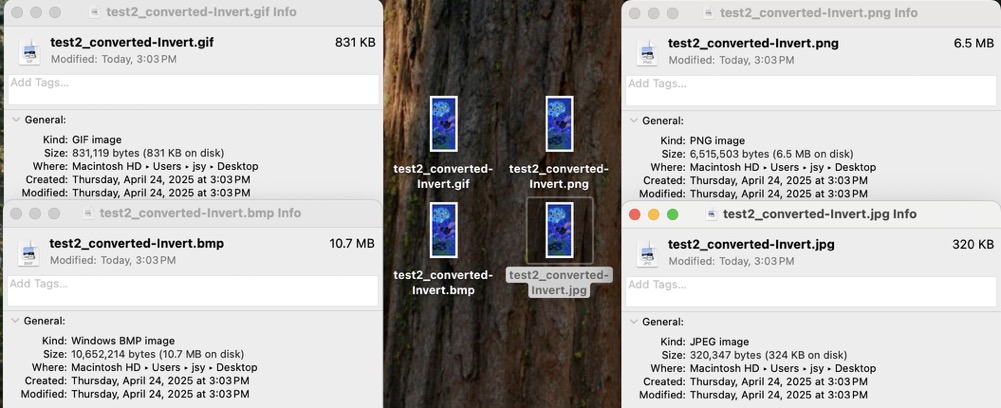 test2_converted-Invert.gif Info
test2_converted-Invert.gif 831 KB
Modified: Today, 3:03 PM
Add Tags...
General:
Kind: GIF image
Size: 831,119 bytes (831 KB on disk)
Where: Macintosh HD ‣ Users ‣ jsy ‣ Desktop
Created: Thursday, April 24, 2025 at 3:03 PM
Modified: Thursday, April 24, 2025 at 3:03 PM
test2_converted-Invert.bmp Info
test2_converted-Invert.bmp 10.7 MB
Modified: Today, 3:03 PM
Add Tags...
General:
Kind: Windows BMP image
Size: 10,652,214 bytes (10.7 MB on disk)
Where: Macintosh HD ‣ Users ‣ jsy ‣ Desktop
Created: Thursday, April 24, 2025 at 3:03 PM
Modified: Thursday, April 24, 2025 at 3:03 PM
test2_converted-
Invert.gif
test2_converted-
Invert.png
test2_converted-
Invert.bmp
test2_converted-
Invert.jpg
test2_converted-Invert.png Info
test2_converted-Invert.png 6.5 MB
Modified: Today, 3:03 PM
Add Tags...
General:
Kind: PNG image
Size: 6,515,503 bytes (6.5 MB on disk)
Where: Macintosh HD ‣ Users ‣ jsy ‣ Desktop
Created: Thursday, April 24, 2025 at 3:03 PM
Modified: Thursday, April 24, 2025 at 3:03 PM
test2_converted-Invert.jpg Info
test2_converted-Invert.jpg 320 KB
Modified: Today, 3:03 PM
Add Tags...
General:
Kind: JPEG image
Size: 320,347 bytes (324 KB on disk)
Where: Macintosh HD ‣ Users ‣ jsy ‣ Desktop
Created: Thursday, April 24, 2025 at 3:03 PM
Modified: Thursday, April 24, 2025 at 3:03 PM